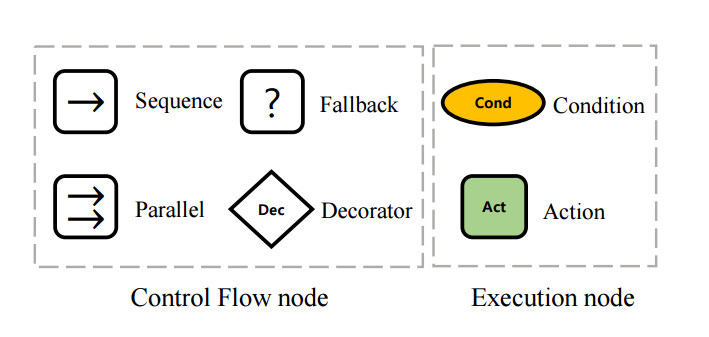 Sequence
? Fallback
Cond Condition
Parallel
Dec Decorator
Act Action
Control Flow node
Execution node